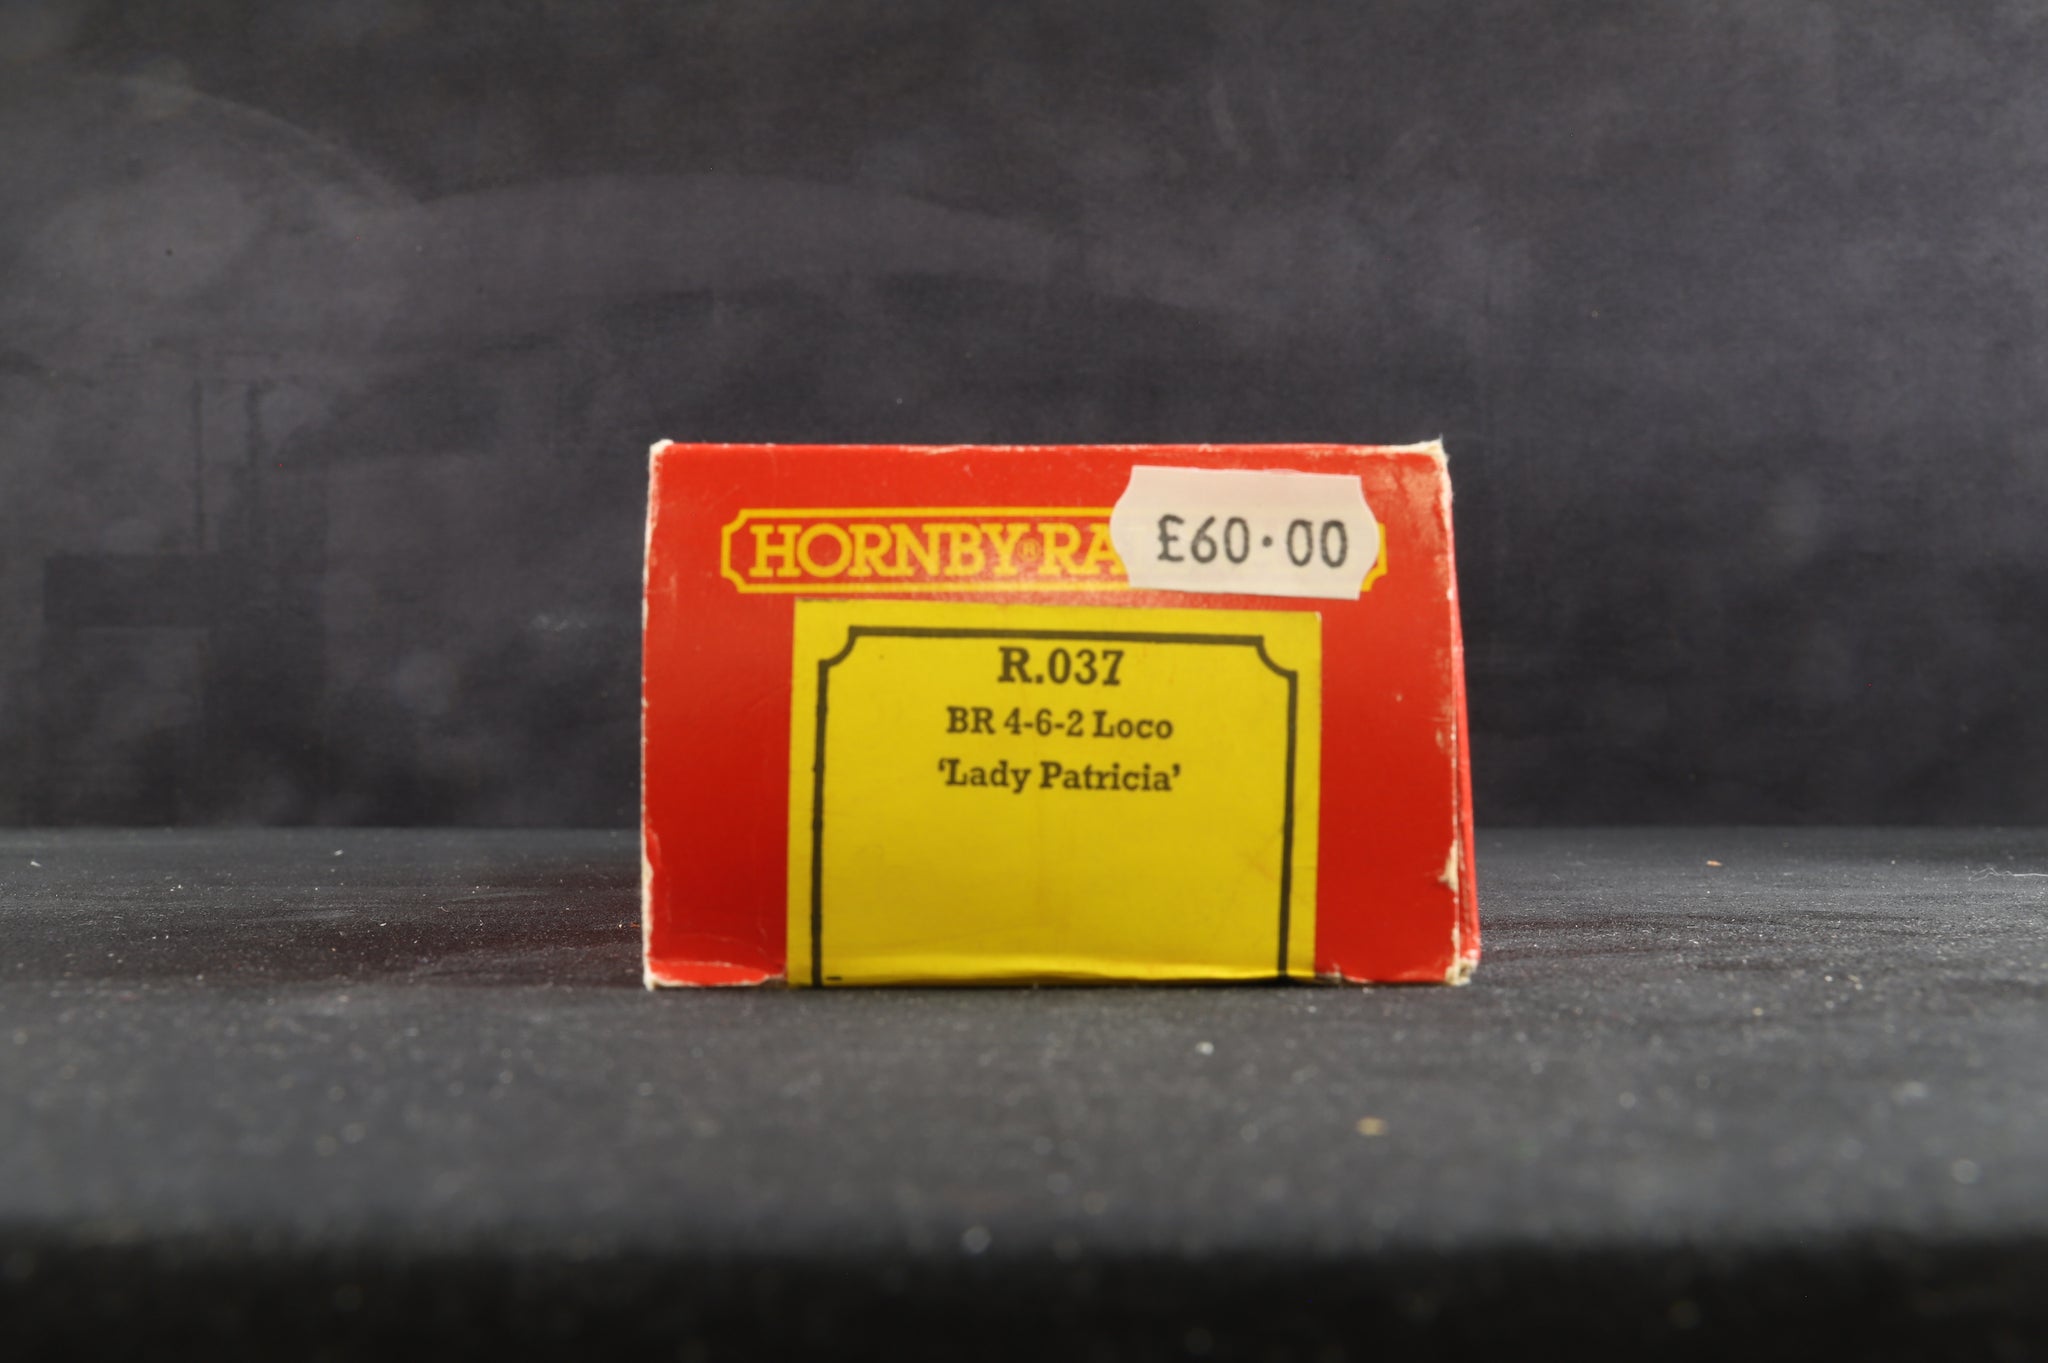 HORNBY® RA
£60.00
R.037
BR 4-6-2 Loco
‘Lady Patricia’